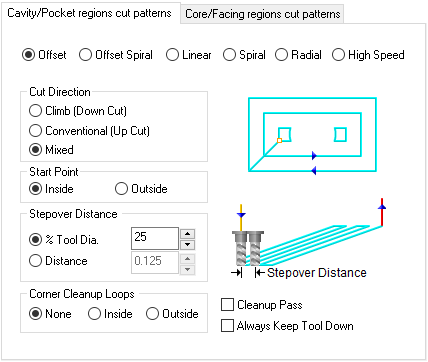 Cavity/Pocket regions cut patterns Core/Facing regions cut patterns
Offset Offset Spiral Linear Spiral Radial High Speed
Cut Direction
Climb (Down Cut)
Conventional (Up Cut)
Mixed
Start Point
Inside Outside
Stepover Distance
% Tool Dia. 25
Distance 0.125
Stepover Distance
Corner Cleanup Loops
None Inside Outside
Cleanup Pass
Always Keep Tool Down